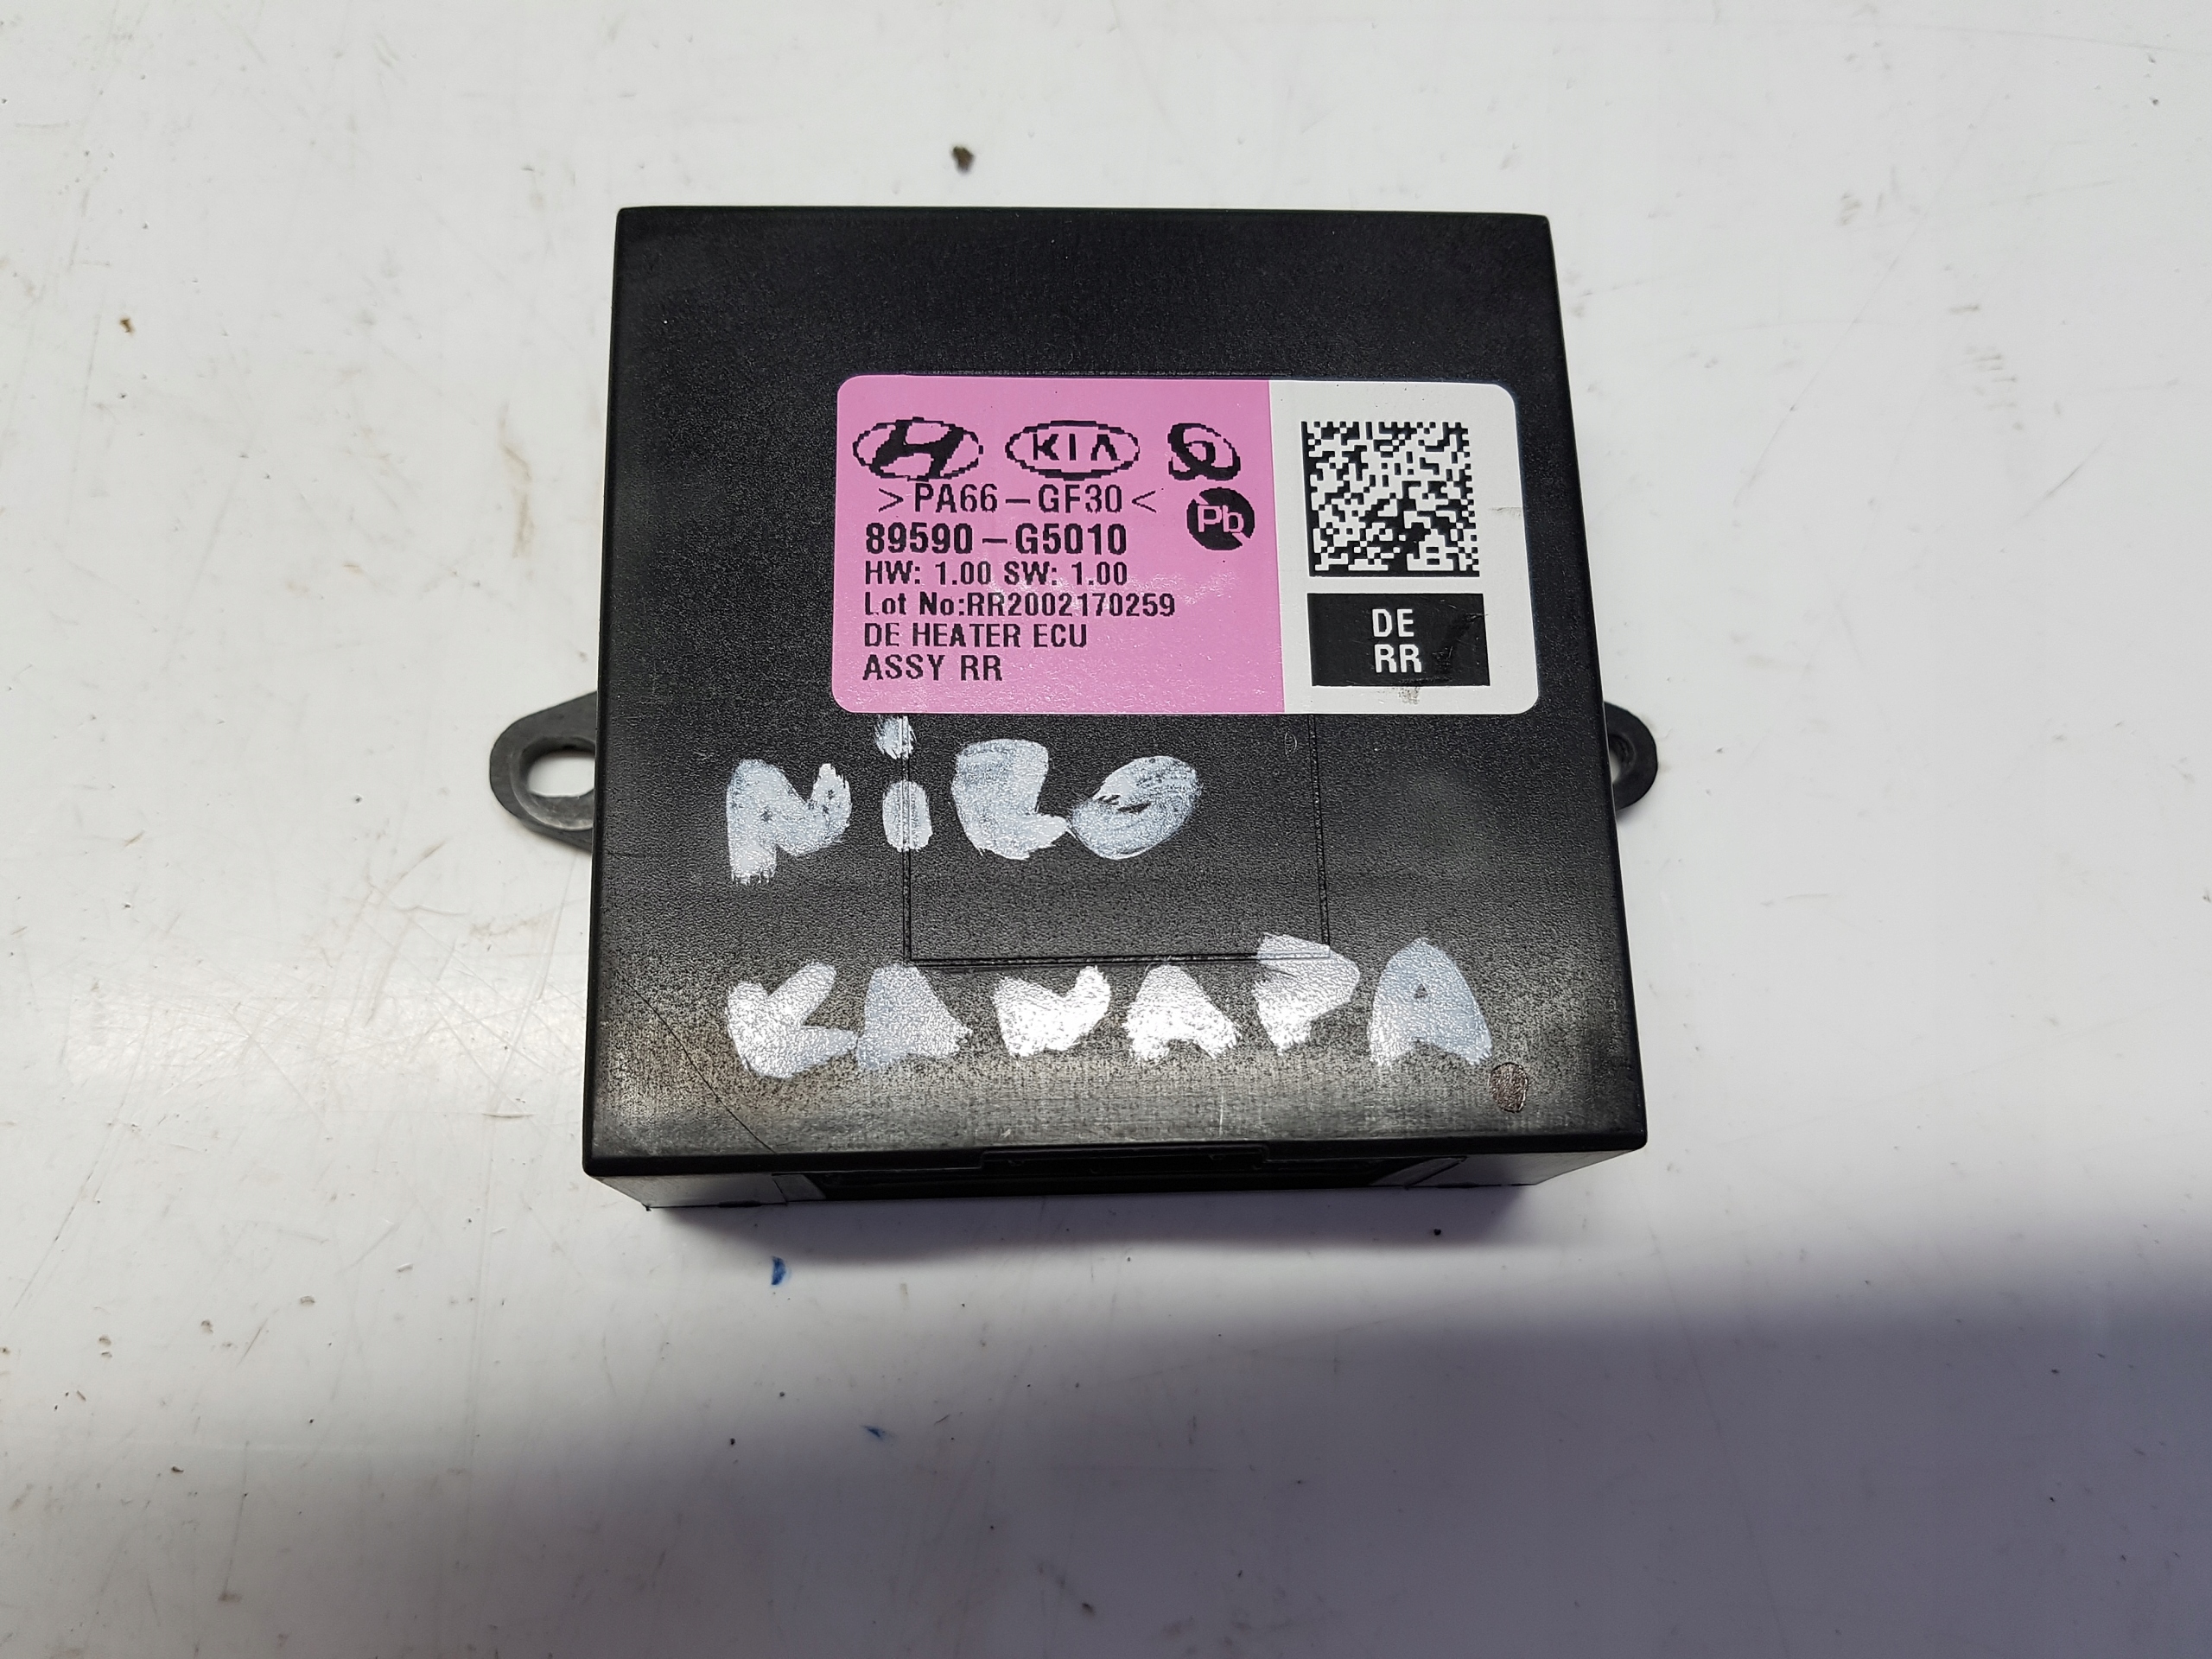 KIA
>PA66-GF30<
Pb
89590-G5010
HW: 1.00 SW: 1.00
Lot No:RR2002170259
DE HEATER ECU
ASSY RR
DE
RR
NiRO
KANAPA